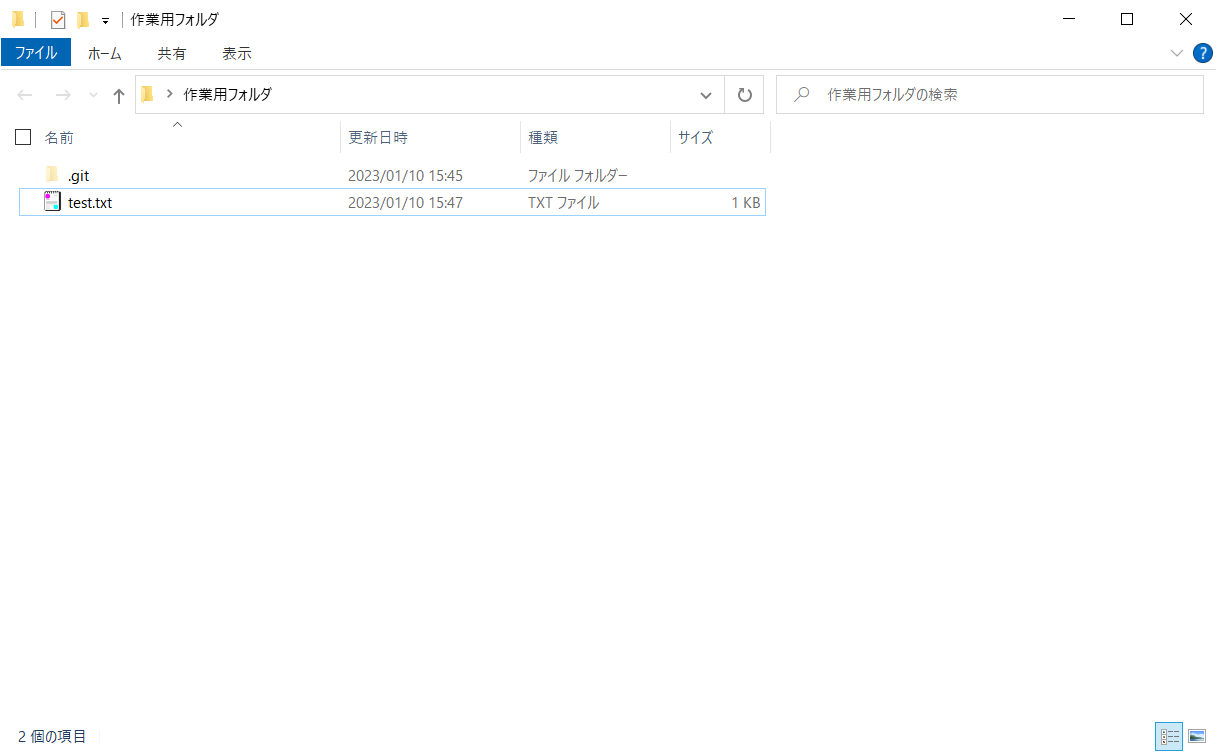 作業用フォルダ
ファイル ホーム 共有 表示
?
作業用フォルダ
作業用フォルダの検索
名前 更新日時 種類 サイズ
.git 2023/01/10 15:45 ファイル フォルダー
test.txt 2023/01/10 15:47 TXT ファイル 1 KB
2 個の項目